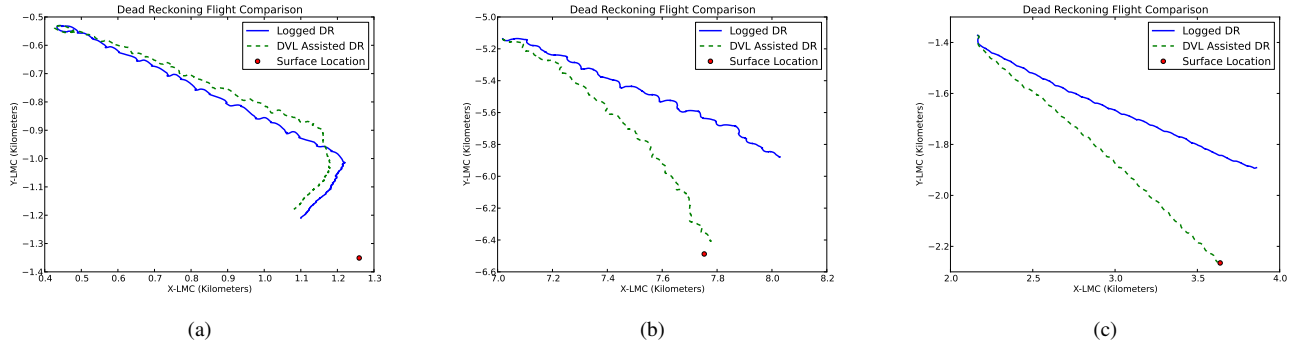 Dead Reckoning Flight Comparison
Logged DR
DVL Assisted DR
Surface Location
Y-LMC (Kilometers)
−0.5
−0.6
−0.7
−0.8
−0.9
−1.0
−1.1
−1.2
−1.3
−1.4
0.4 0.5 0.6 0.7 0.8 0.9 1.0 1.1 1.2 1.3
X-LMC (Kilometers)
(a)
Dead Reckoning Flight Comparison
Logged DR
DVL Assisted DR
Surface Location
Y-LMC (Kilometers)
−5.0
−5.2
−5.4
−5.6
−5.8
−6.0
−6.2
−6.4
−6.6
7.0 7.2 7.4 7.6 7.8 8.0 8.2
X-LMC (Kilometers)
(b)
Dead Reckoning Flight Comparison
Logged DR
DVL Assisted DR
Surface Location
Y-LMC (Kilometers)
−1.4
−1.6
−1.8
−2.0
−2.2
2.0 2.5 3.0 3.5 4.0
X-LMC (Kilometers)
(c)